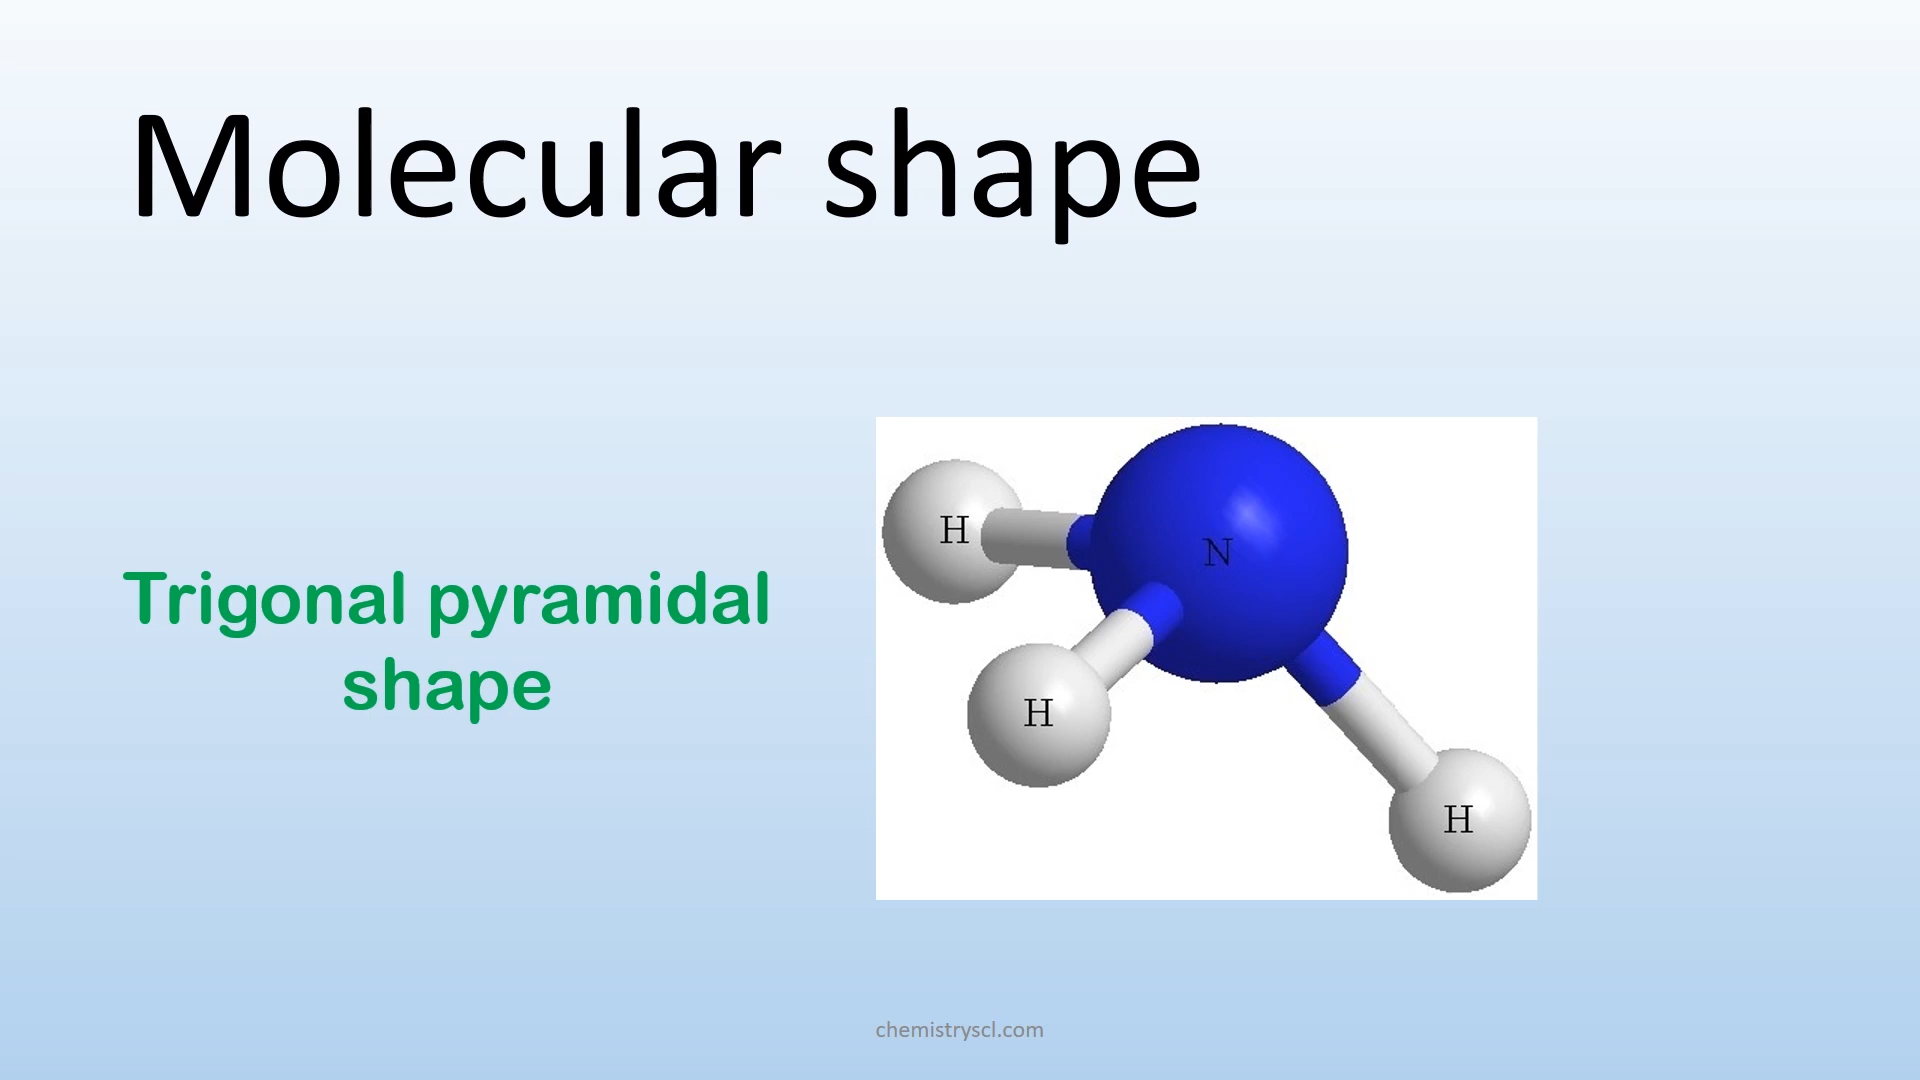 Molecular shape
Trigonal pyramidal
shape
H
N
H
H
chemistryscl.com